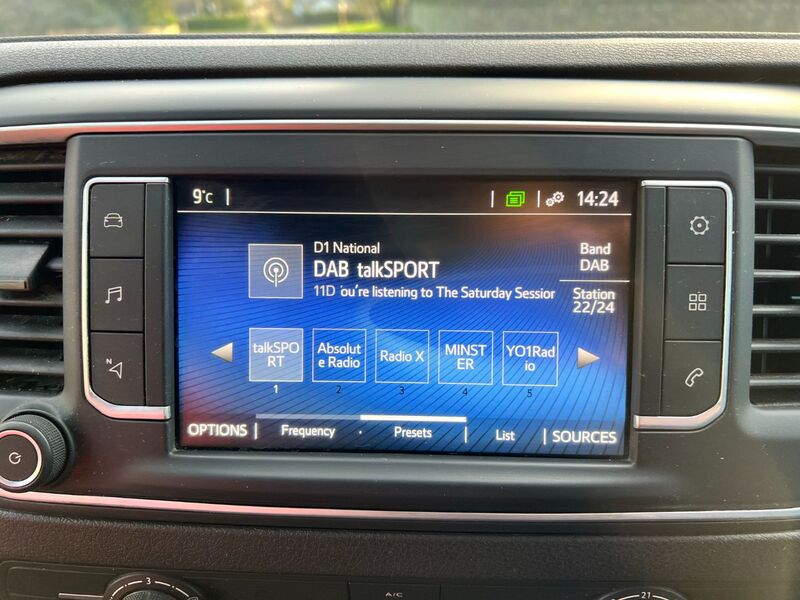 9°C
14:24
D1 National
DAB talkSPORT
11D 'ou're listening to The Saturday Sessior
Band
DAB
Station
22/24
talkSPO
RT
Absolut
e Radio
Radio X
MINST
ER
YO1Rad
io
1
2
3
4
5
OPTIONS
Frequency
Presets
List
SOURCES
N
3
A/C
21